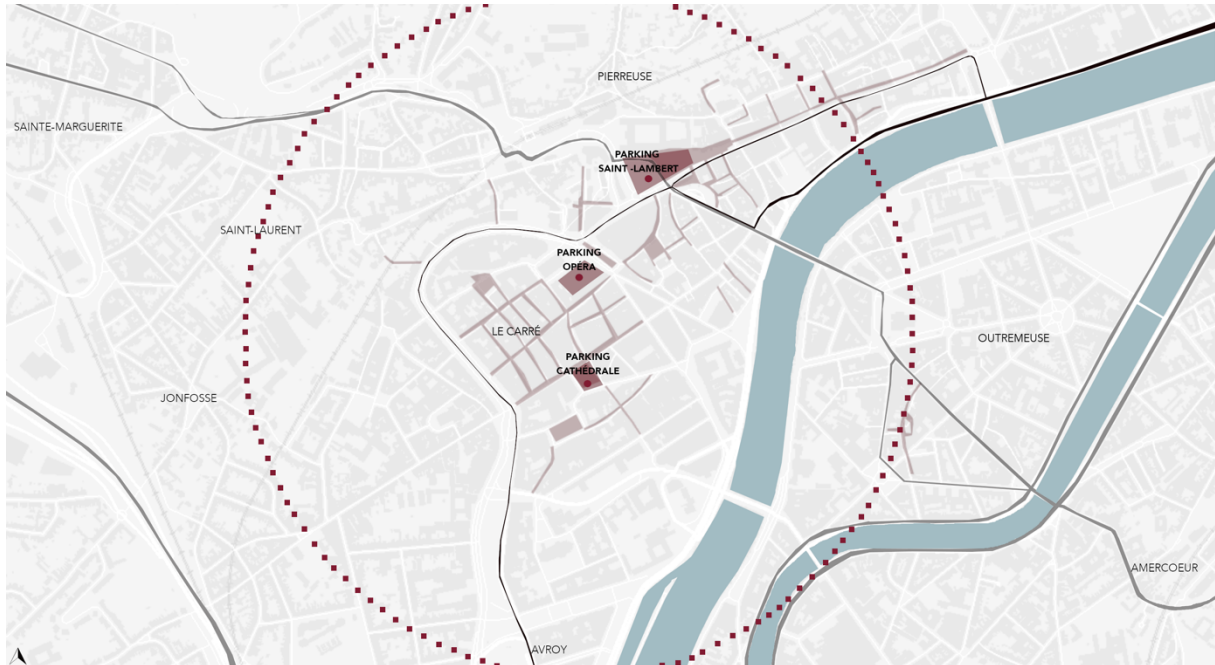 PIERREUSE
SAINTE-MARGUERITE
PARKING
SAINT -LAMBERT
SAINT-LAURENT
PARKING
OPÉRA
LE CARRÉ
OUTREMEUSE
PARKING
CATHÉDRALE
JONFOSSE
AMERCOEUR
AVROY